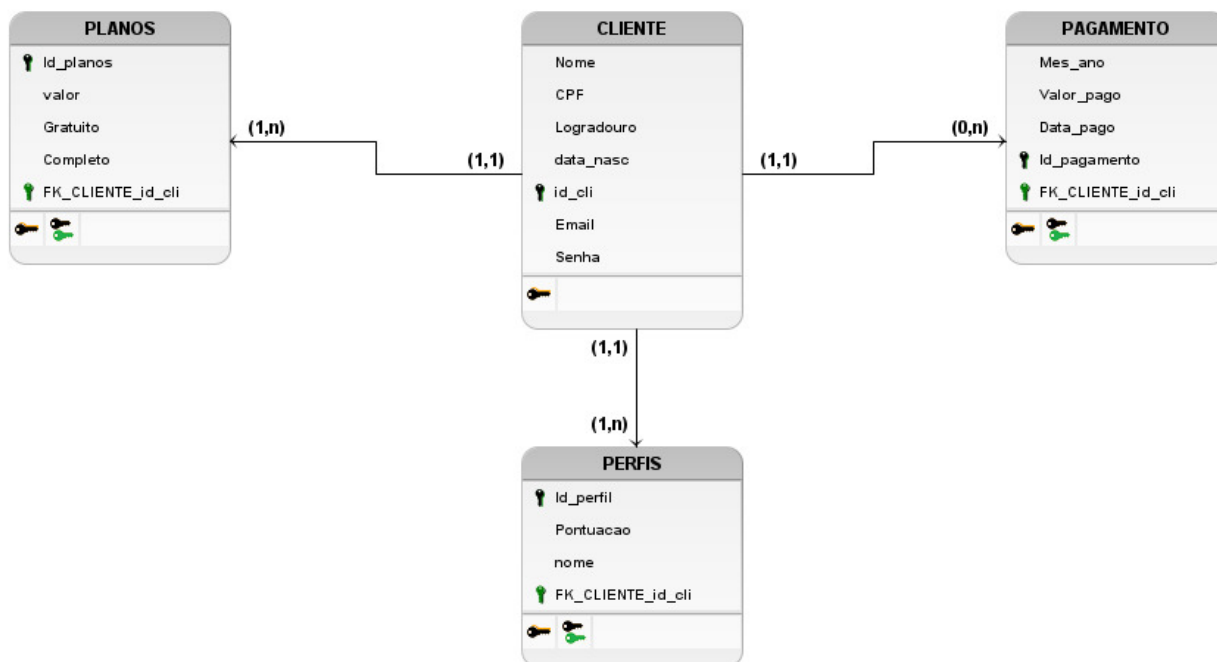 PLANOS
Id_planos
valor
Gratuito
Completo
FK_CLIENTE_id_cli
(1,n)
(1,1)
CLIENTE
Nome
CPF
Logradouro
data_nasc
id_cli
Email
Senha
(1,1)
(0,n)
PAGAMENTO
Mes_ano
Valor_pago
Data_pago
Id_pagamento
FK_CLIENTE_id_cli
(1,1)
(1,n)
PERFIS
Id_perfil
Pontuacao
nome
FK_CLIENTE_id_cli